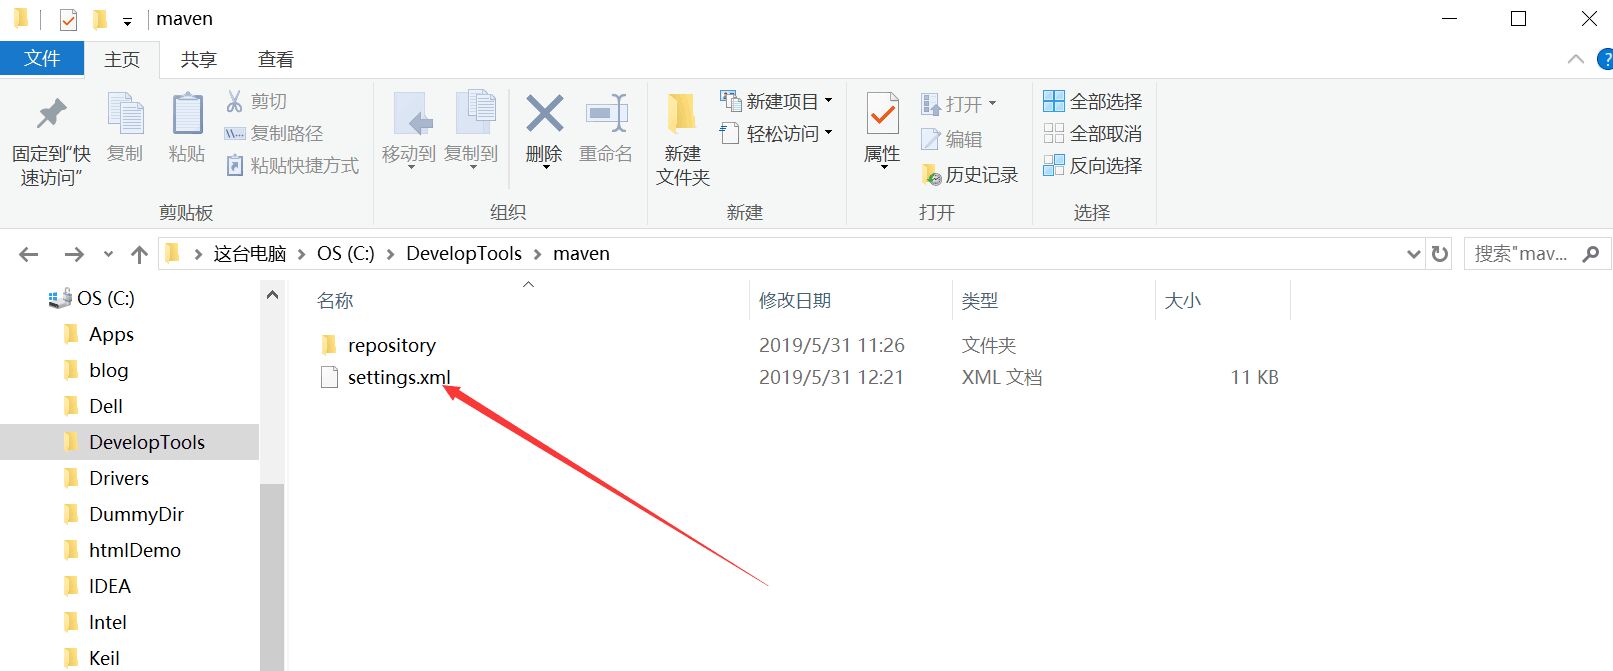 maven
文件 主页 共享 查看
固定到“快速访问”
复制
粘贴
剪切
复制路径
粘贴快捷方式
剪贴板
移动到 复制到
删除 重命名
组织
新建
文件夹
新建项目
轻松访问
新建
属性
打开
编辑
历史记录
打开
全部选择
全部取消
反向选择
选择
这台电脑 OS (C:) DevelopTools maven
搜索"mav...
OS (C:)
Apps
blog
Dell
DevelopTools
Drivers
DummyDir
htmlDemo
IDEA
Intel
Keil
名称 修改日期 类型 大小
repository 2019/5/31 11:26 文件夹
settings.xml 2019/5/31 12:21 XML 文档 11 KB